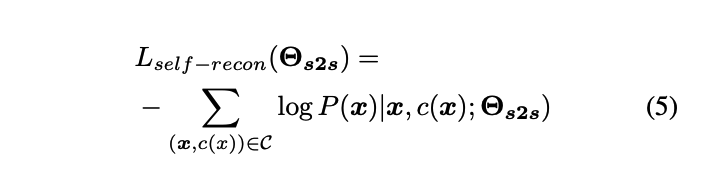 L_{self-recon}(Θ_{s2s}) =
− ∑_{(x,c(x))∈C} log P(x)|x, c(x); Θ_{s2s}) (5)